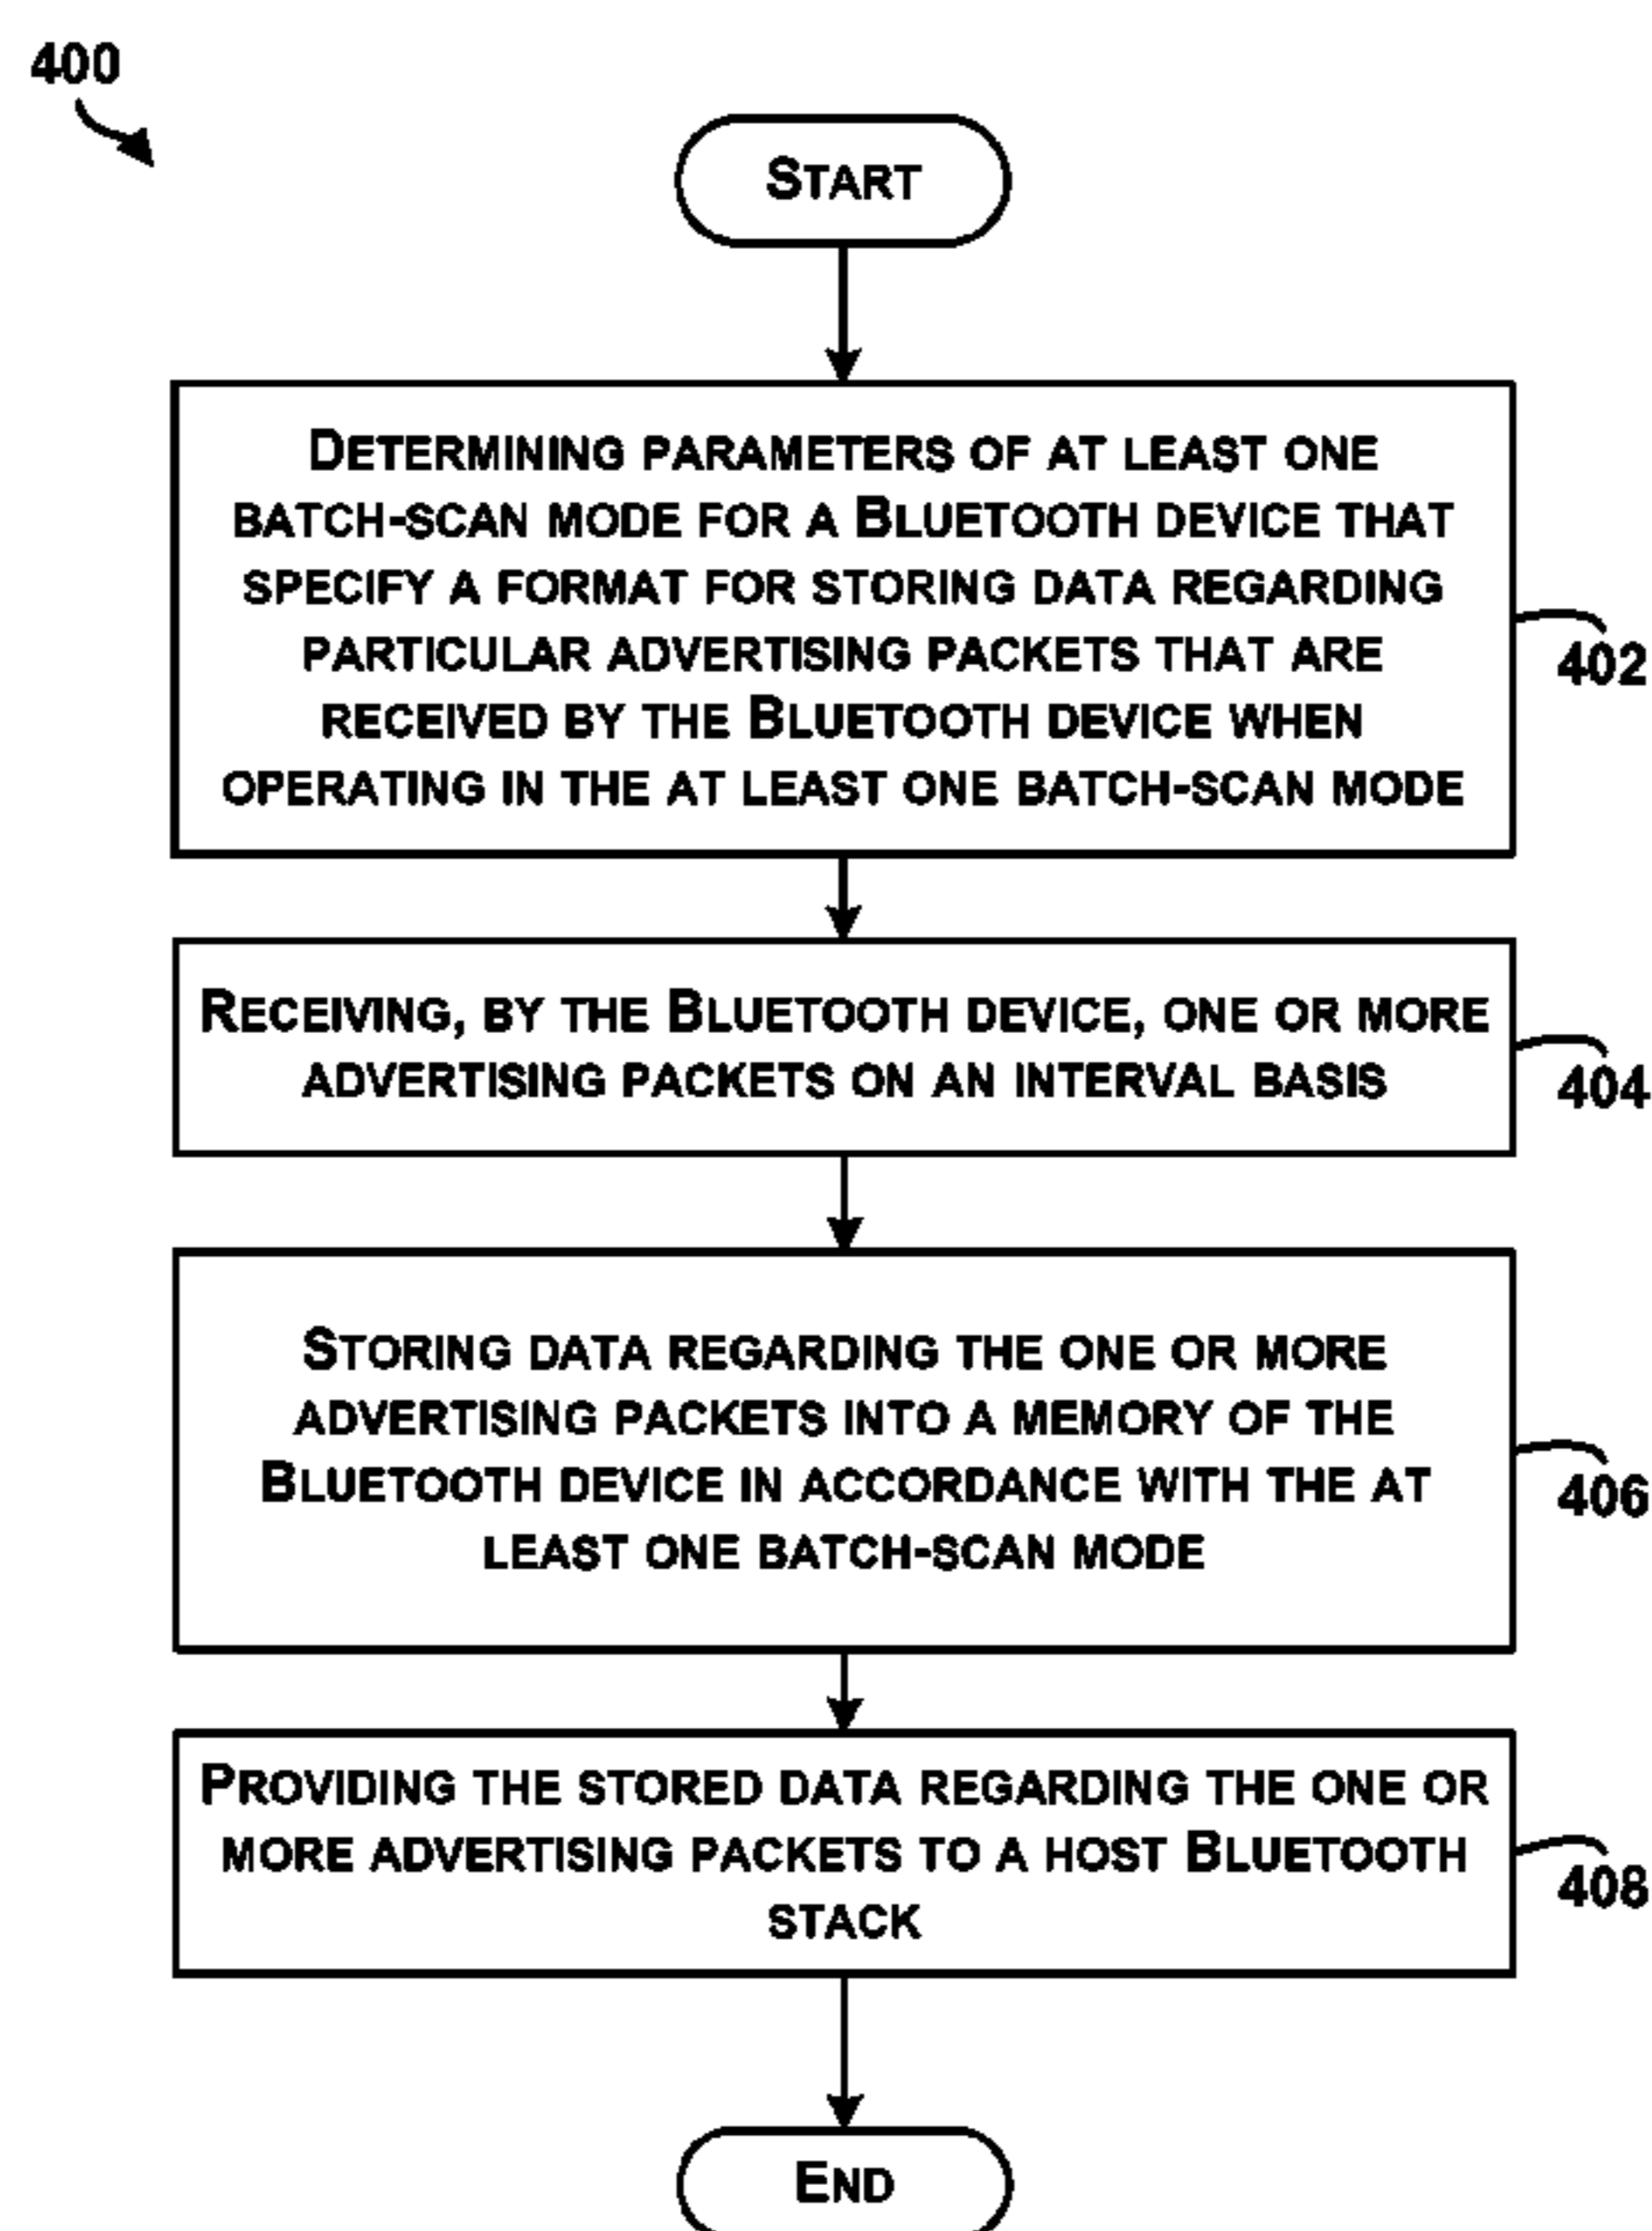 400
START
DETERMINING PARAMETERS OF AT LEAST ONE
BATCH-SCAN MODE FOR A BLUETOOTH DEVICE THAT
SPECIFY A FORMAT FOR STORING DATA REGARDING
PARTICULAR ADVERTISING PACKETS THAT ARE
RECEIVED BY THE BLUETOOTH DEVICE WHEN
OPERATING IN THE AT LEAST ONE BATCH-SCAN MODE
402
RECEIVING, BY THE BLUETOOTH DEVICE, ONE OR MORE
ADVERTISING PACKETS ON AN INTERVAL BASIS
404
STORING DATA REGARDING THE ONE OR MORE
ADVERTISING PACKETS INTO A MEMORY OF THE
BLUETOOTH DEVICE IN ACCORDANCE WITH THE AT
LEAST ONE BATCH-SCAN MODE
406
PROVIDING THE STORED DATA REGARDING THE ONE OR
MORE ADVERTISING PACKETS TO A HOST BLUETOOTH
STACK
408
END